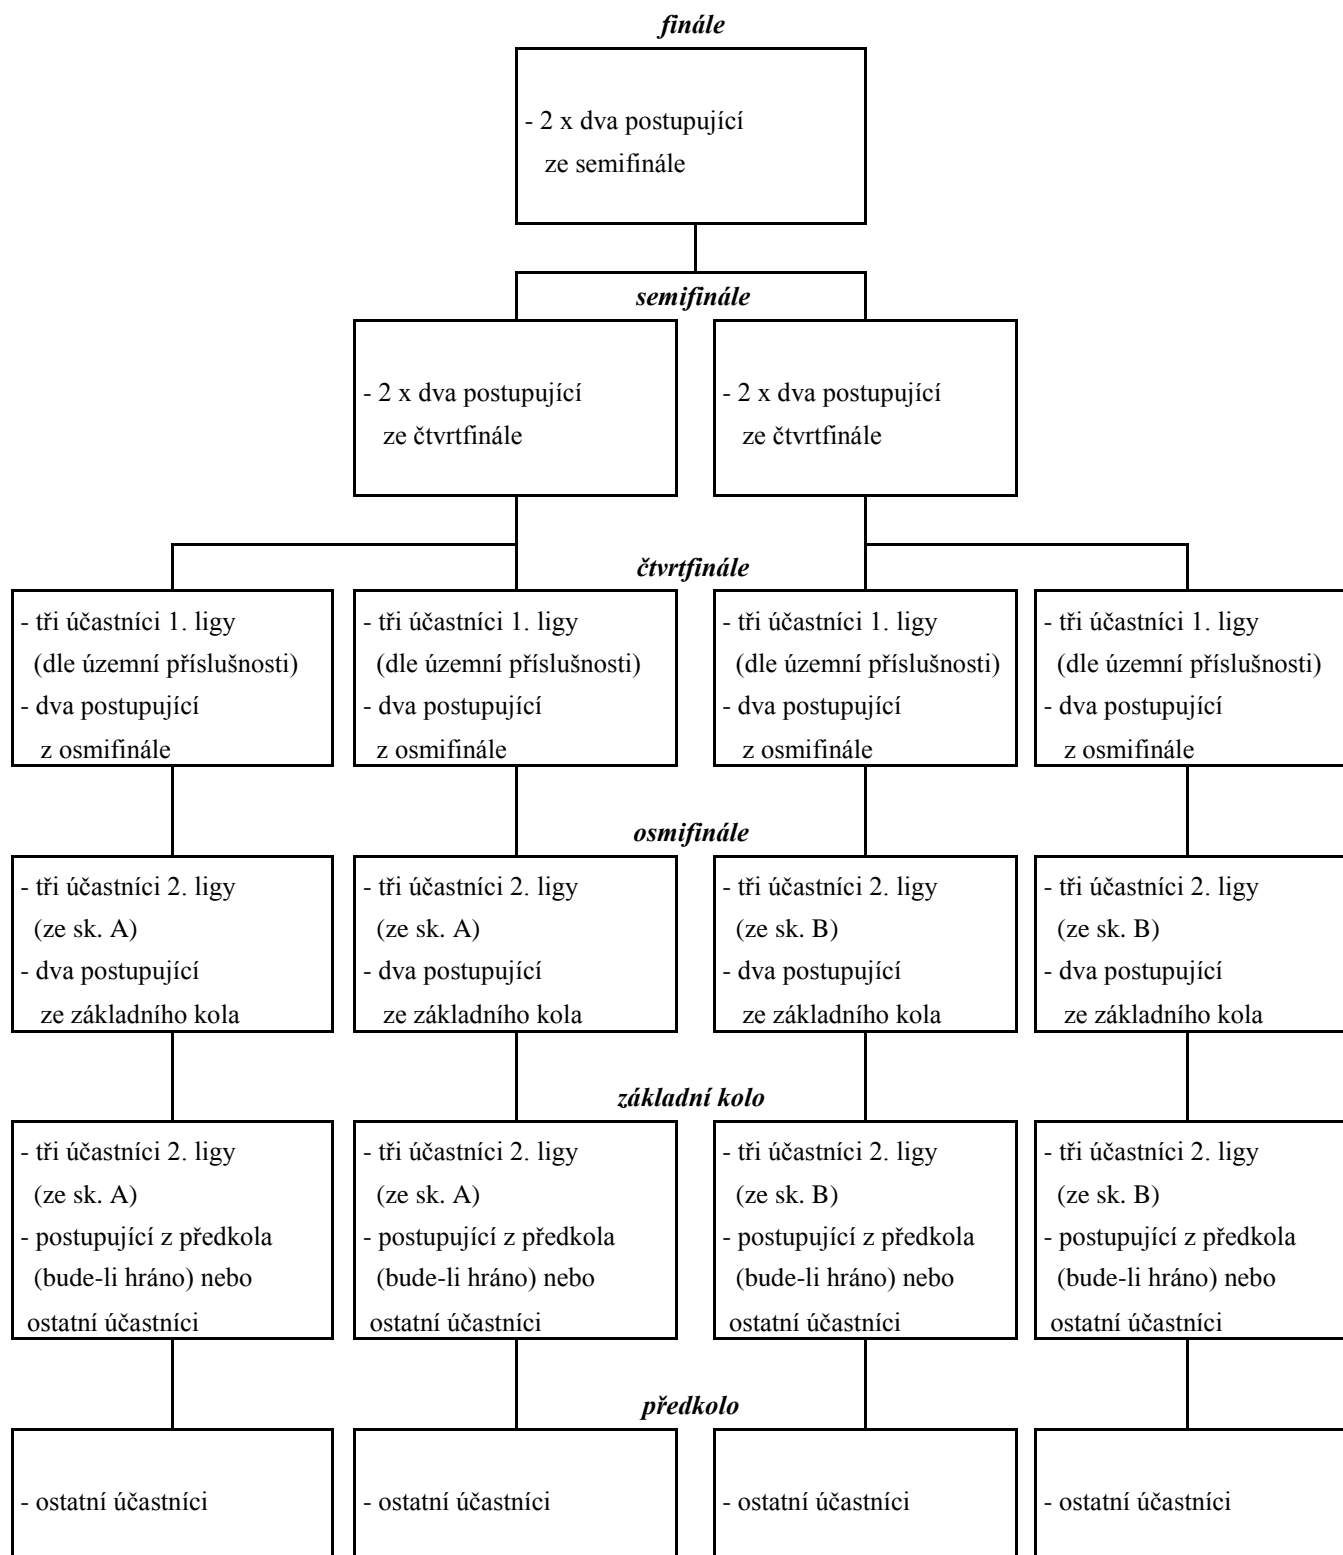 finále
- 2 x dva postupující
ze semifinále
semifinále
- 2 x dva postupující
ze čtvrtfinále
- 2 x dva postupující
ze čtvrtfinále
čtvrtfinále
- tři účastníci 1. ligy
(dle územní příslušnosti)
- dva postupující
z osmifinále
- tři účastníci 1. ligy
(dle územní příslušnosti)
- dva postupující
z osmifinále
- tři účastníci 1. ligy
(dle územní příslušnosti)
- dva postupující
z osmifinále
- tři účastníci 1. ligy
(dle územní příslušnosti)
- dva postupující
z osmifinále
osmifinále
- tři účastníci 2. ligy
(ze sk. A)
- dva postupující
ze základního kola
- tři účastníci 2. ligy
(ze sk. A)
- dva postupující
ze základního kola
- tři účastníci 2. ligy
(ze sk. B)
- dva postupující
ze základního kola
- tři účastníci 2. ligy
(ze sk. B)
- dva postupující
ze základního kola
základní kolo
- tři účastníci 2. ligy
(ze sk. A)
- postupující z předkola
(bude-li hráno) nebo
ostatní účastníci
- tři účastníci 2. ligy
(ze sk. A)
- postupující z předkola
(bude-li hráno) nebo
ostatní účastníci
- tři účastníci 2. ligy
(ze sk. B)
- postupující z předkola
(bude-li hráno) nebo
ostatní účastníci
- tři účastníci 2. ligy
(ze sk. B)
- postupující z předkola
(bude-li hráno) nebo
ostatní účastníci
předkolo
- ostatní účastníci
- ostatní účastníci
- ostatní účastníci
- ostatní účastníci